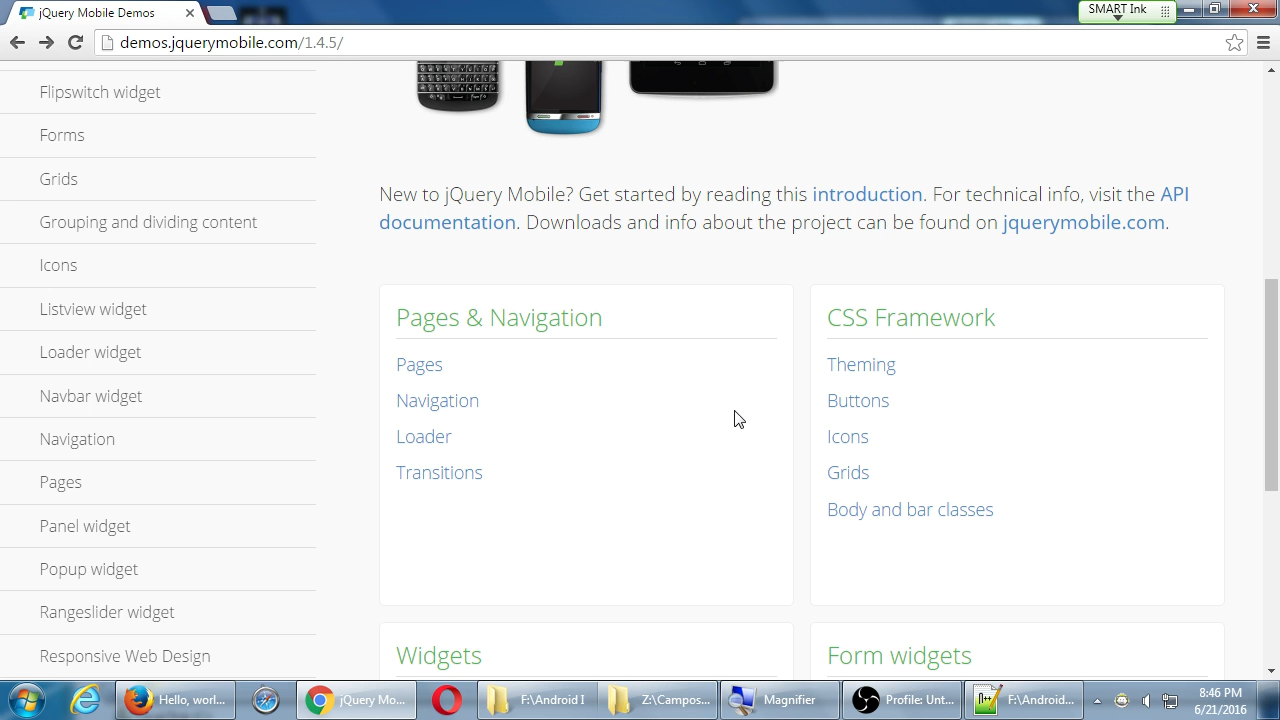 jQuery Mobile Demos
SMART Ink
demos.jquerymobile.com/1.4.5/
Flipswitch widget
Forms
Grids
Grouping and dividing content
Icons
Listview widget
Loader widget
Navbar widget
Navigation
Pages
Panel widget
Popup widget
Rangeslider widget
Responsive Web Design
New to jQuery Mobile? Get started by reading this introduction. For technical info, visit the API
documentation. Downloads and info about the project can be found on jquerymobile.com.
Pages & Navigation
Pages
Navigation
Loader
Transitions
CSS Framework
Theming
Buttons
Icons
Grids
Body and bar classes
Widgets
Form widgets
Hello, worl...
jQuery Mo...
F:\Android I
Z:\Campos...
Magnifier
Profile: Unt...
F:\Android...
8:46 PM
6/21/2016